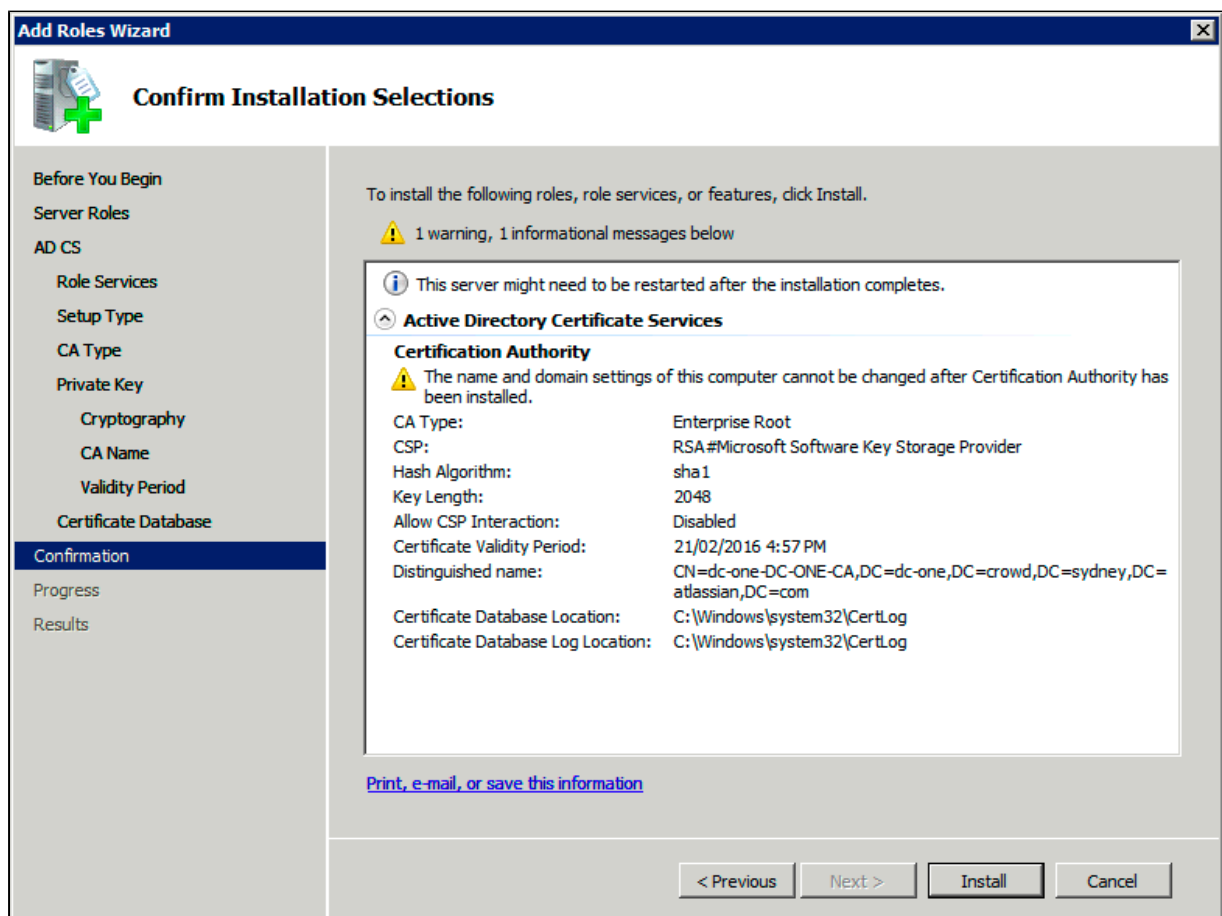 Add Roles Wizard
Confirm Installation Selections
Before You Begin
Server Roles
AD CS
Role Services
Setup Type
CA Type
Private Key
Cryptography
CA Name
Validity Period
Certificate Database
Confirmation
Progress
Results
To install the following roles, role services, or features, click Install.
1 warning, 1 informational messages below
This server might need to be restarted after the installation completes.
Active Directory Certificate Services
Certification Authority
The name and domain settings of this computer cannot be changed after Certification Authority has
been installed.
CA Type: Enterprise Root
CSP: RSA#Microsoft Software Key Storage Provider
Hash Algorithm: sha1
Key Length: 2048
Allow CSP Interaction: Disabled
Certificate Validity Period: 21/02/2016 4:57 PM
Distinguished name: CN=dc-one-DC-ONE-CA,DC=dc-one,DC=crowd,DC=sydney,DC=
atlassian,DC=com
Certificate Database Location: C:\Windows\system32\CertLog
Certificate Database Log Location: C:\Windows\system32\CertLog
Print, e-mail, or save this information
< Previous Next > Install Cancel